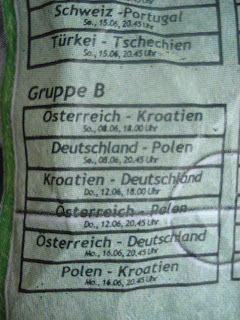 Schweiz -Portugal
So., 15.06, 20.45 Uhr
Türkei - Tschechien
So., 15.06, 20.45 Uhr
Gruppe B
Österreich - Kroatien
So., 08.06, 18.00 Uhr
Deutschland - Polen
So., 08.06, 20.45 Uhr
Kroatien - Deutschland
Do., 12.06, 18.00 Uhr
Österreich - Polen
Do., 12.06, 20.45 Uhr
Österreich - Deutschland
Mo., 16.06, 20.45 Uhr
Polen - Kroatien
Mo., 16.06, 20.45 Uhr